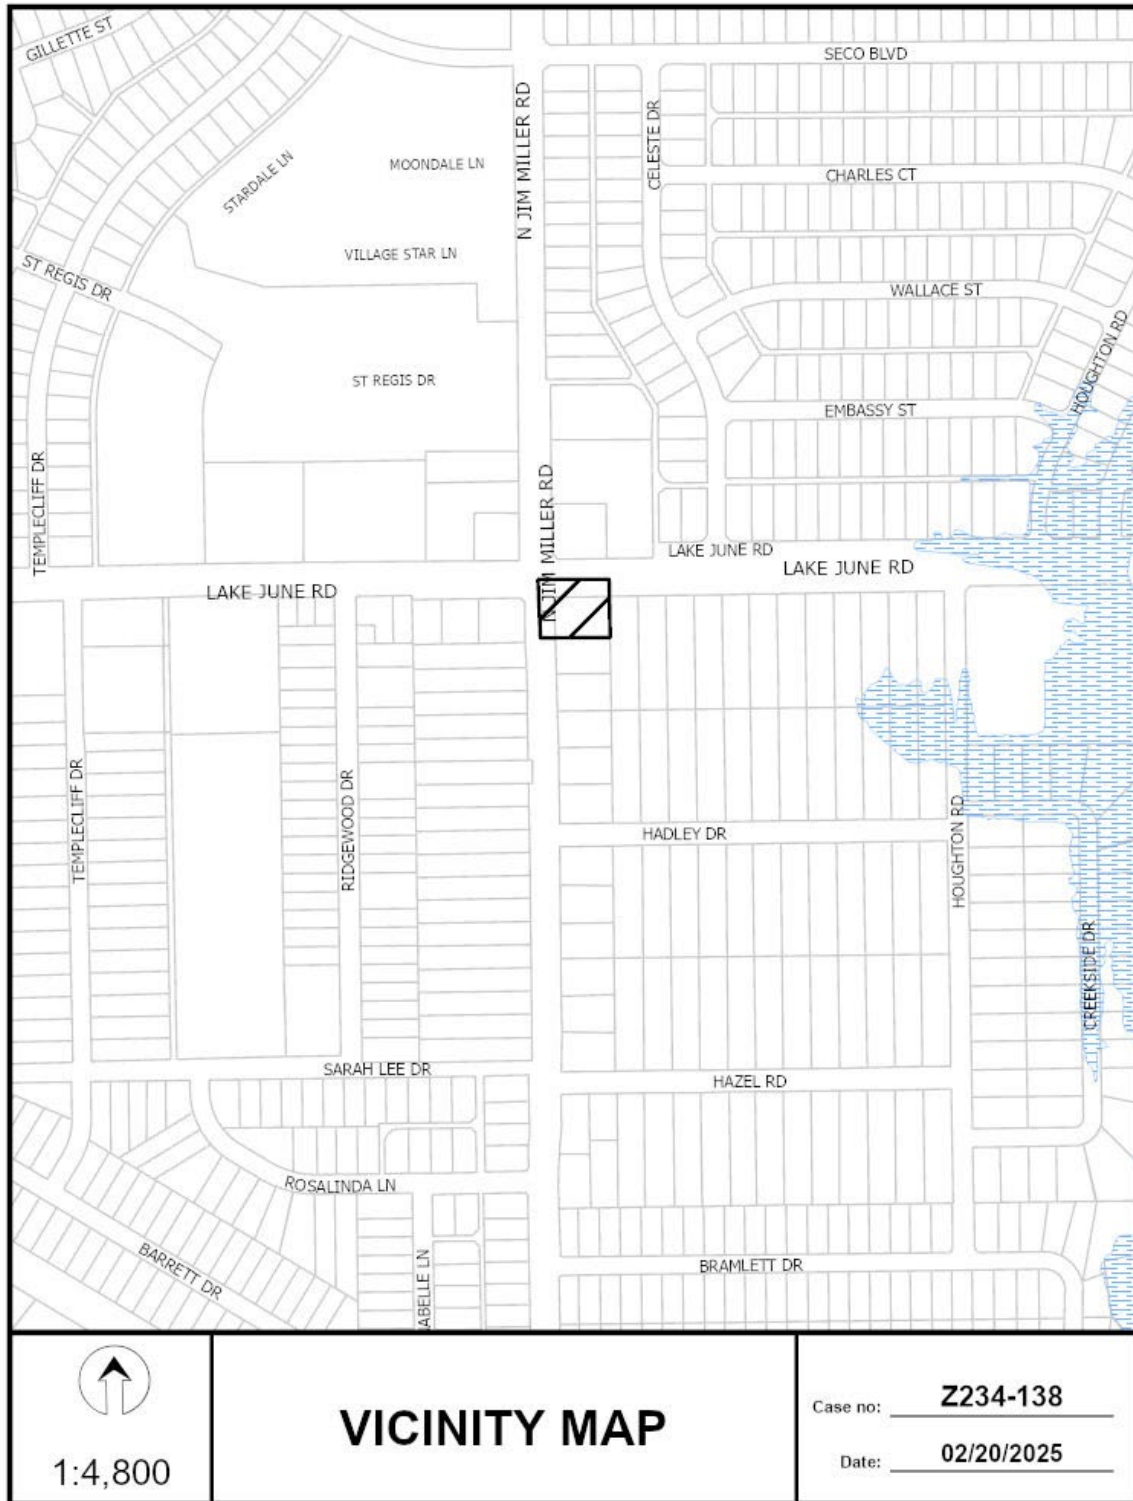 GILLETTE ST
SECO BLVD
N JIM MILLER RD
CELESTE DR
MOONDALE LN
STARDALE LN
CHARLES CT
VILLAGE STAR LN
ST REGIS DR
WALLACE ST
HOUGHTON RD
ST REGIS DR
EMBASSY ST
TEMPLECLIFF DR
N JIM MILLER RD
LAKE JUNE RD
LAKE JUNE RD
LAKE JUNE RD
N JIM MILLER RD
TEMPLECLIFF DR
RIDGEWOOD DR
HADLEY DR
HOUGHTON RD
CREEKSIDE DR
SARAH LEE DR
HAZEL RD
ROSALINDA LN
BARRETT DR
ABELLE LN
BRAMLETT DR
1:4,800
VICINITY MAP
Case no: Z234-138
Date: 02/20/2025